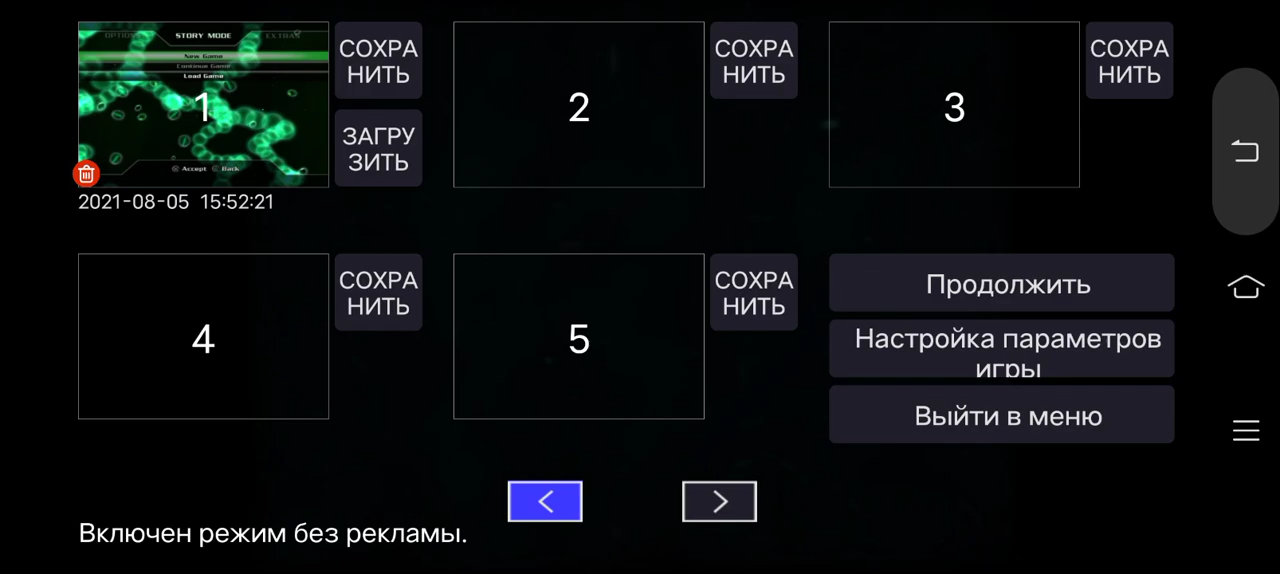 OPTIONS STORY MODE EXTRAS
New Game
Continue Game
Load Game
1
Accept Back
СОХРА
НИТЬ
ЗАГРУ
ЗИТЬ
2021-08-05 15:52:21
2
СОХРА
НИТЬ
3
СОХРА
НИТЬ
4
СОХРА
НИТЬ
5
СОХРА
НИТЬ
Продолжить
Настройка параметров
игры
Выйти в меню
<
>
Включен режим без рекламы.